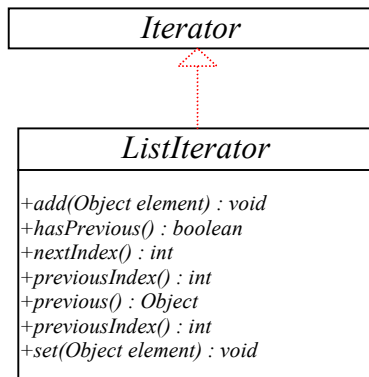 Iterator
ListIterator
+add(Object element) : void
+hasPrevious() : boolean
+nextIndex() : int
+previousIndex() : int
+previous() : Object
+previousIndex() : int
+set(Object element) : void